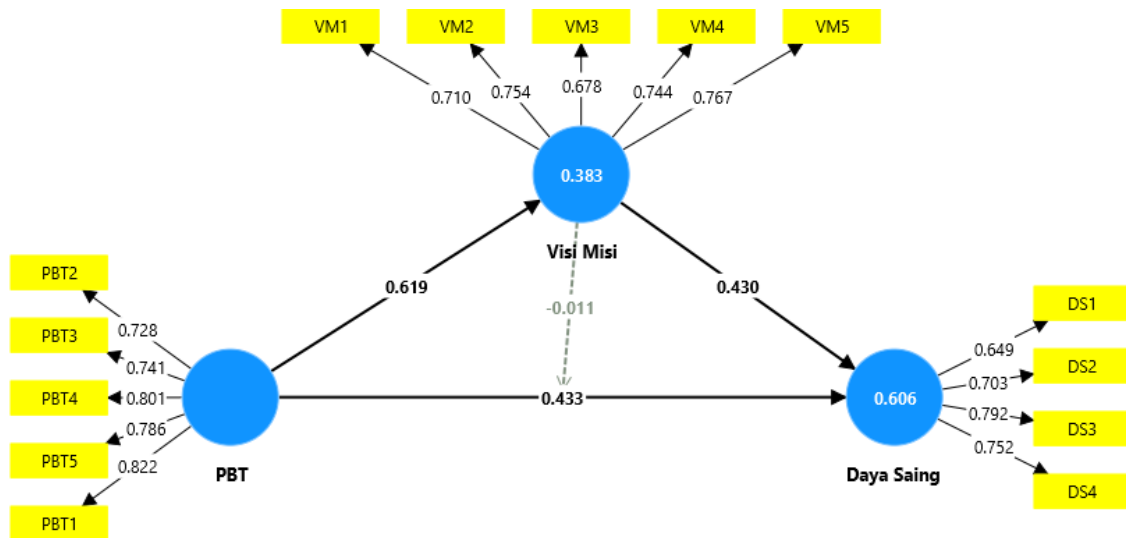 VM1
VM2
VM3
VM4
VM5
0.710
0.754
0.678
0.744
0.767
0.383
Visi Misi
0.619
0.430
-0.011
PBT2
PBT3
PBT4
PBT5
PBT1
0.728
0.741
0.801
0.786
0.822
PBT
0.433
0.606
Daya Saing
0.649
0.703
0.792
0.752
DS1
DS2
DS3
DS4